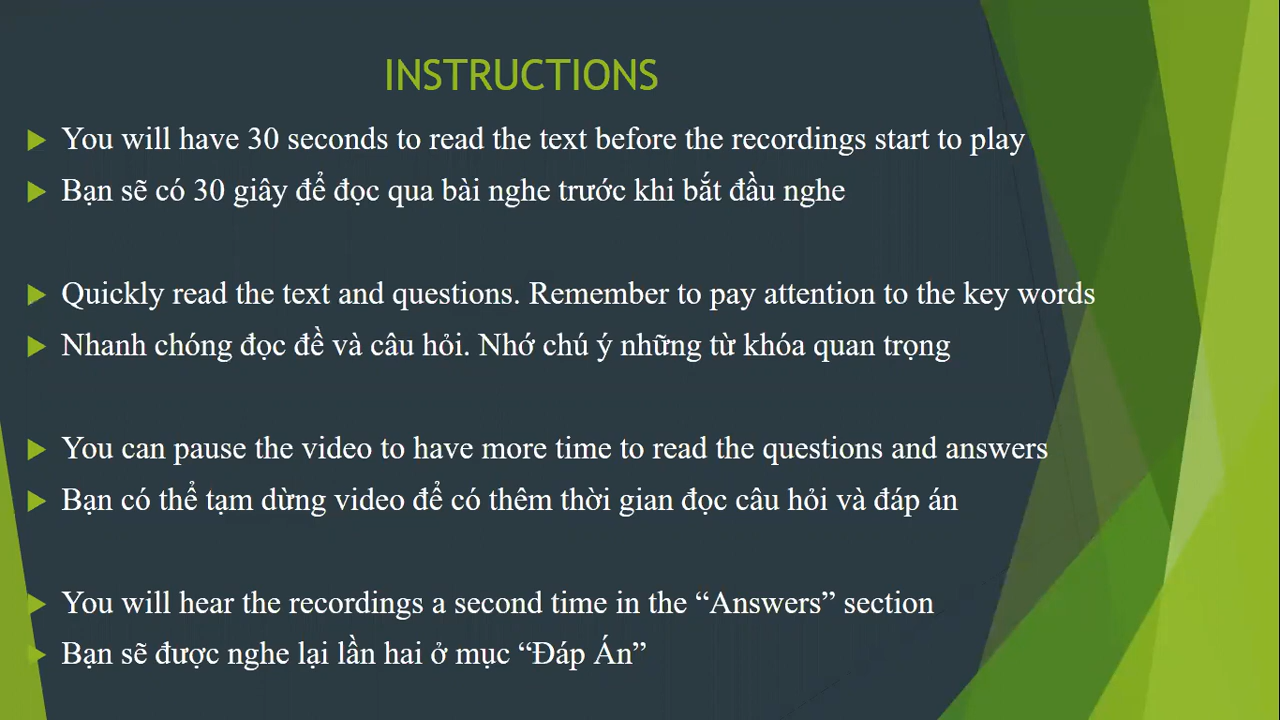 INSTRUCTIONS
You will have 30 seconds to read the text before the recordings start to play
Bạn sẽ có 30 giây để đọc qua bài nghe trước khi bắt đầu nghe
Quickly read the text and questions. Remember to pay attention to the key words
Nhanh chóng đọc đề và câu hỏi. Nhớ chú ý những từ khóa quan trọng
You can pause the video to have more time to read the questions and answers
Bạn có thể tạm dừng video để có thêm thời gian đọc câu hỏi và đáp án
You will hear the recordings a second time in the “Answers” section
Bạn sẽ được nghe lại lần hai ở mục “Đáp Án”